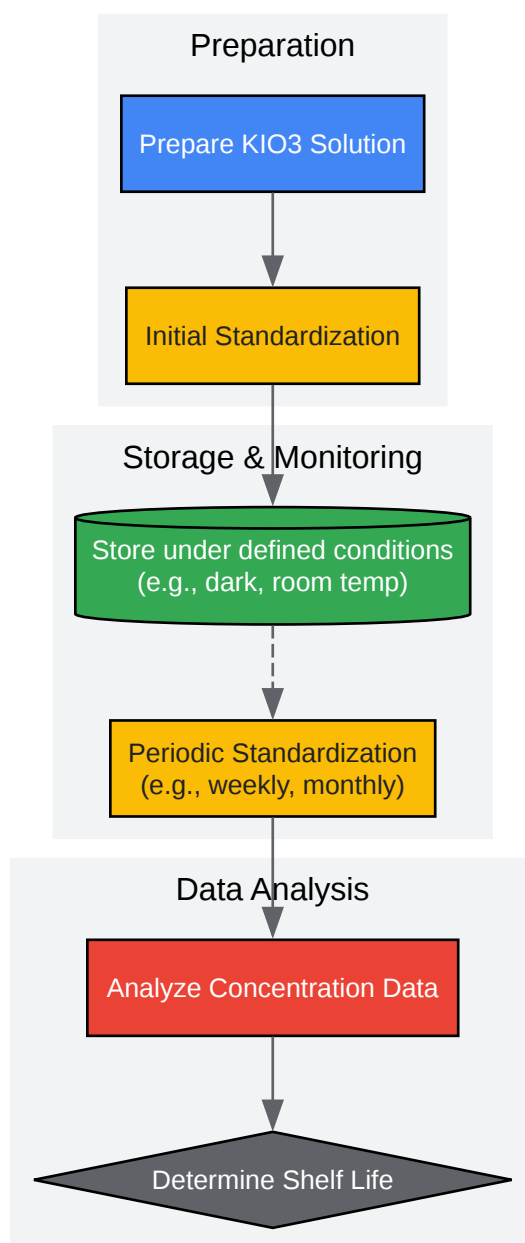 Preparation
Prepare KIO3 Solution
Initial Standardization
Storage & Monitoring
Store under defined conditions
(e.g., dark, room temp)
Periodic Standardization
(e.g., weekly, monthly)
Data Analysis
Analyze Concentration Data
Determine Shelf Life